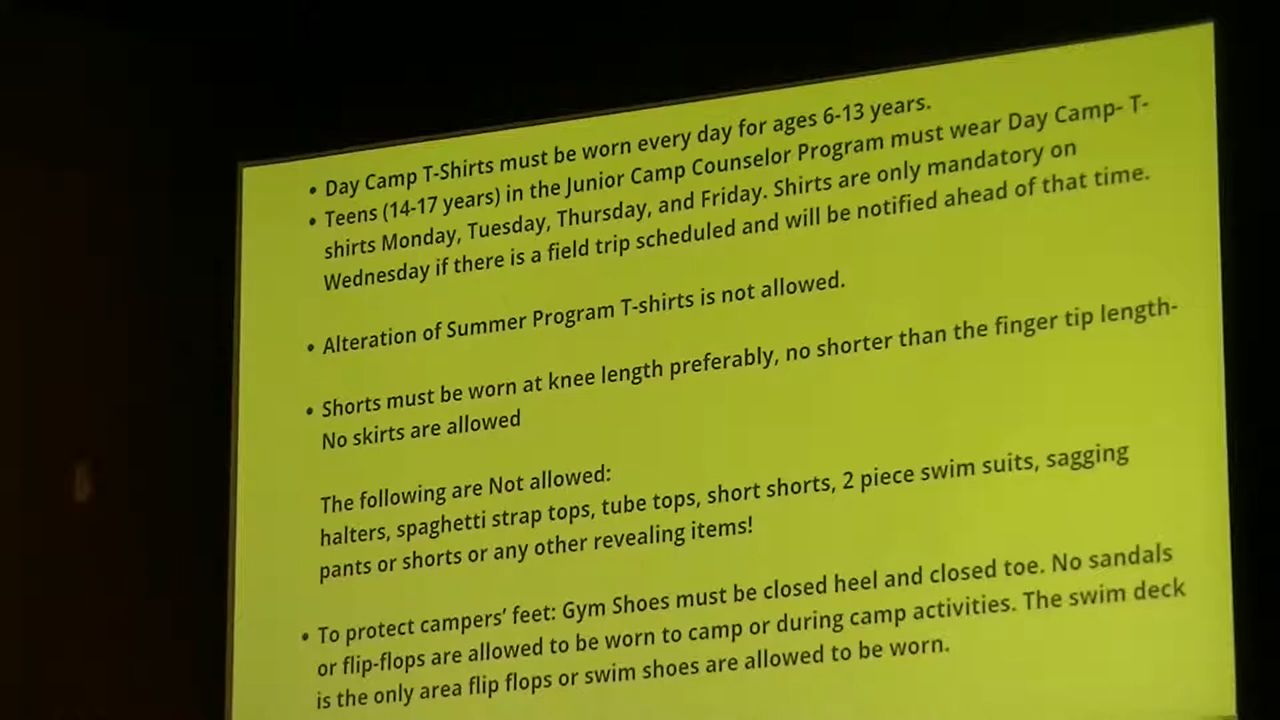 • Day Camp T-Shirts must be worn every day for ages 6-13 years.
• Teens (14-17 years) in the Junior Camp Counselor Program must wear Day Camp- T-
shirts Monday, Tuesday, Thursday, and Friday. Shirts are only mandatory on
Wednesday if there is a field trip scheduled and will be notified ahead of that time.
• Alteration of Summer Program T-shirts is not allowed.
• Shorts must be worn at knee length preferably, no shorter than the finger tip length-
No skirts are allowed
The following are Not allowed:
halters, spaghetti strap tops, tube tops, short shorts, 2 piece swim suits, sagging
pants or shorts or any other revealing items!
• To protect campers’ feet: Gym Shoes must be closed heel and closed toe. No sandals
or flip-flops are allowed to be worn to camp or during camp activities. The swim deck
is the only area flip flops or swim shoes are allowed to be worn.